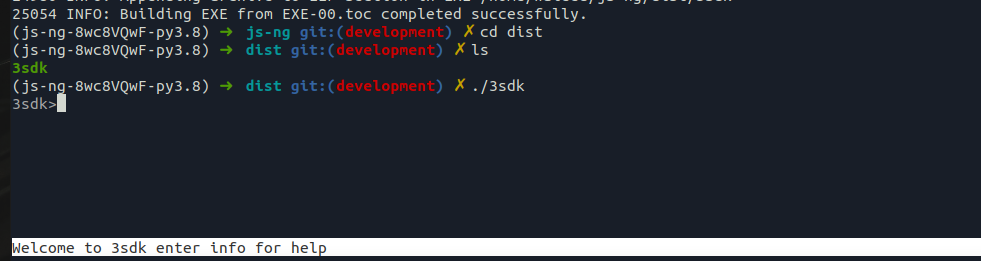 25054 INFO: Building EXE from EXE-00.toc completed successfully.
(js-ng-8wc8VQwF-py3.8) ➜ js-ng git:(development) ✗ cd dist
(js-ng-8wc8VQwF-py3.8) ➜ dist git:(development) ✗ ls
3sdk
(js-ng-8wc8VQwF-py3.8) ➜ dist git:(development) ✗ ./3sdk
3sdk>
Welcome to 3sdk enter info for help